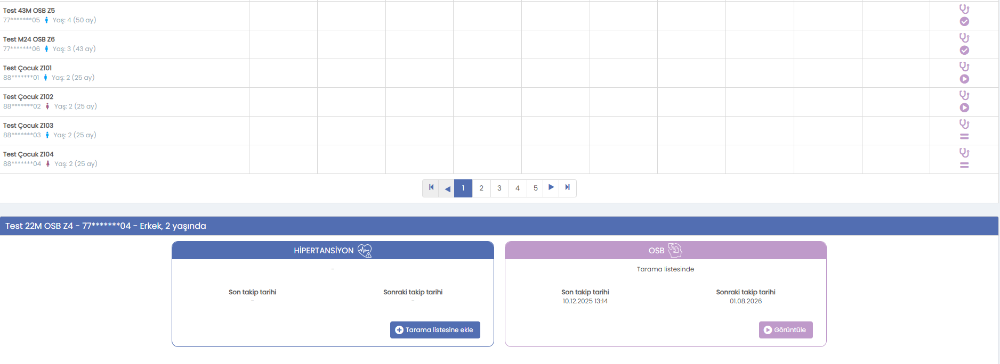 Test 43M OSB Z5
77*******05 Yaş: 4 (50 ay)
Test M24 OSB Z6
77*******06 Yaş: 3 (43 ay)
Test Çocuk Z101
88*******01 Yaş: 2 (25 ay)
Test Çocuk Z102
88*******02 Yaş: 2 (25 ay)
Test Çocuk Z103
88*******03 Yaş: 2 (25 ay)
Test Çocuk Z104
88*******04 Yaş: 2 (25 ay)
1 2 3 4 5
Test 22M OSB Z4 - 77*******04 - Erkek, 2 yaşında
HİPERTANSİYON
-
Son takip tarihi
-
Sonraki takip tarihi
-
Tarama listesine ekle
OSB
Tarama listesinde
Son takip tarihi
10.12.2025 13:14
Sonraki takip tarihi
01.08.2026
Görüntüle